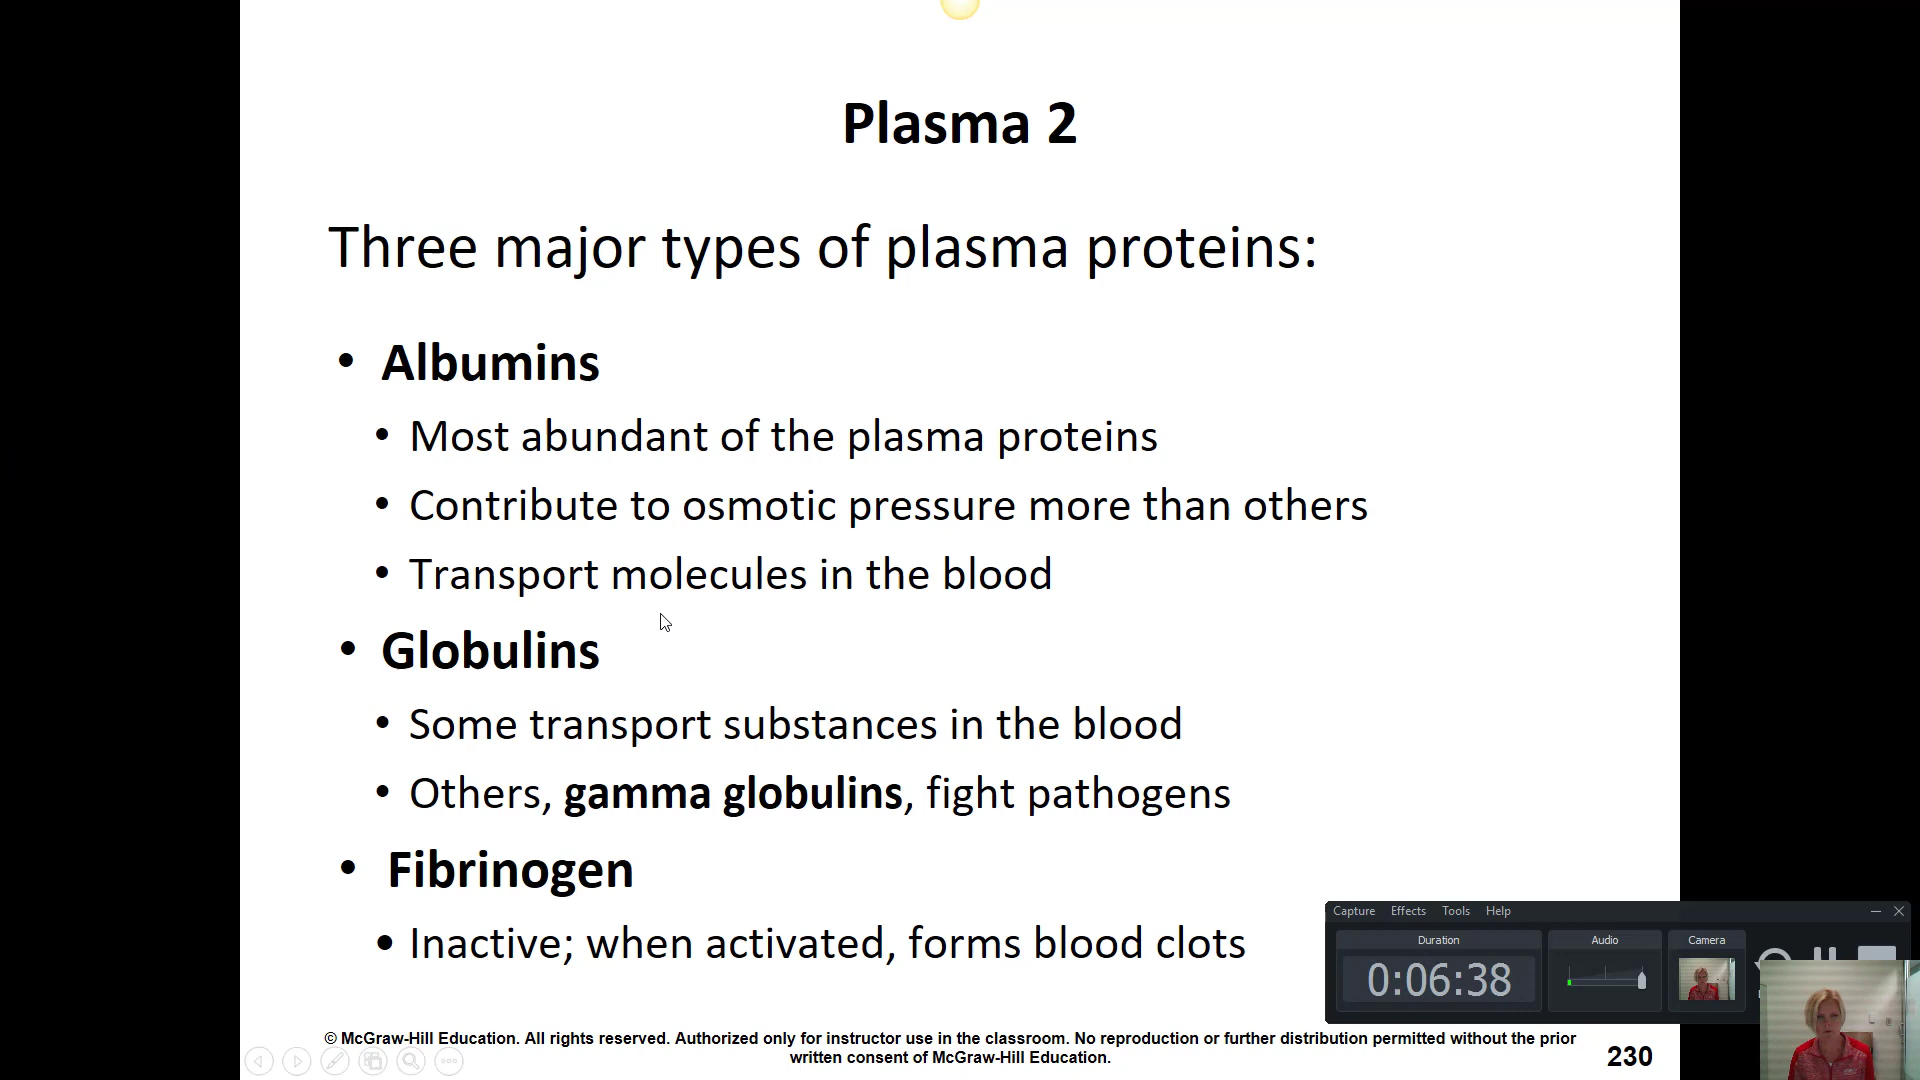 Plasma 2
Three major types of plasma proteins:
• Albumins
• Most abundant of the plasma proteins
• Contribute to osmotic pressure more than others
• Transport molecules in the blood
• Globulins
• Some transport substances in the blood
• Others, gamma globulins, fight pathogens
• Fibrinogen
• Inactive; when activated, forms blood clots
Capture Effects Tools Help
Duration Audio Camera
0:06:38
© McGraw-Hill Education. All rights reserved. Authorized only for instructor use in the classroom. No reproduction or further distribution permitted without the prior
written consent of McGraw-Hill Education.
230